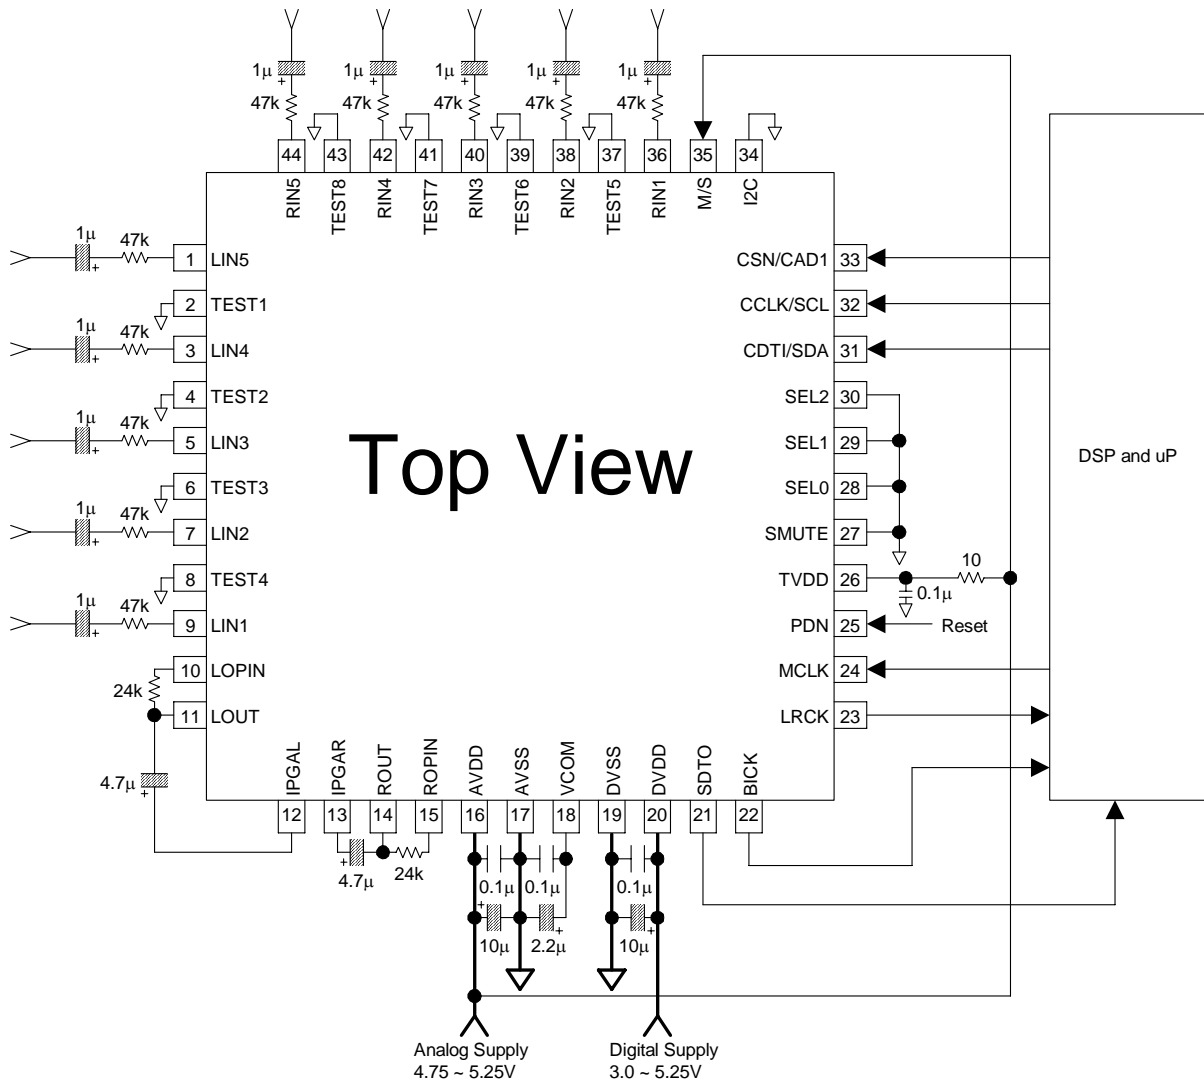 1μ 1μ 1μ 1μ 1μ
+ + + + +
47k 47k 47k 47k 47k
44 43 42 41 40 39 38 37 36 35 34
RIN5 TEST8 RIN4 TEST7 RIN3 TEST6 RIN2 TEST5 RIN1 M/S I2C
1μ + 47k 1 LIN5
CSN/CAD1 33
2 TEST1
CCLK/SCL 32
1μ + 47k 3 LIN4
CDTI/SDA 31
4 TEST2
SEL2 30
1μ + 47k 5 LIN3
SEL1 29
Top View
DSP and uP
6 TEST3
SEL0 28
1μ + 47k 7 LIN2
SMUTE 27
8 TEST4
TVDD 26
10
0.1μ
1μ + 47k 9 LIN1
PDN 25 Reset
10 LOPIN
MCLK 24
24k
11 LOUT
LRCK 23
IPGAL IPGAR ROUT ROPIN AVDD AVSS VCOM DVSS DVDD SDTO BICK
4.7μ +
12 13 14 15 16 17 18 19 20 21 22
+ 4.7μ 24k
0.1μ 0.1μ 0.1μ
+ + +
10μ 2.2μ 10μ
Analog Supply
4.75 ~ 5.25V
Digital Supply
3.0 ~ 5.25V